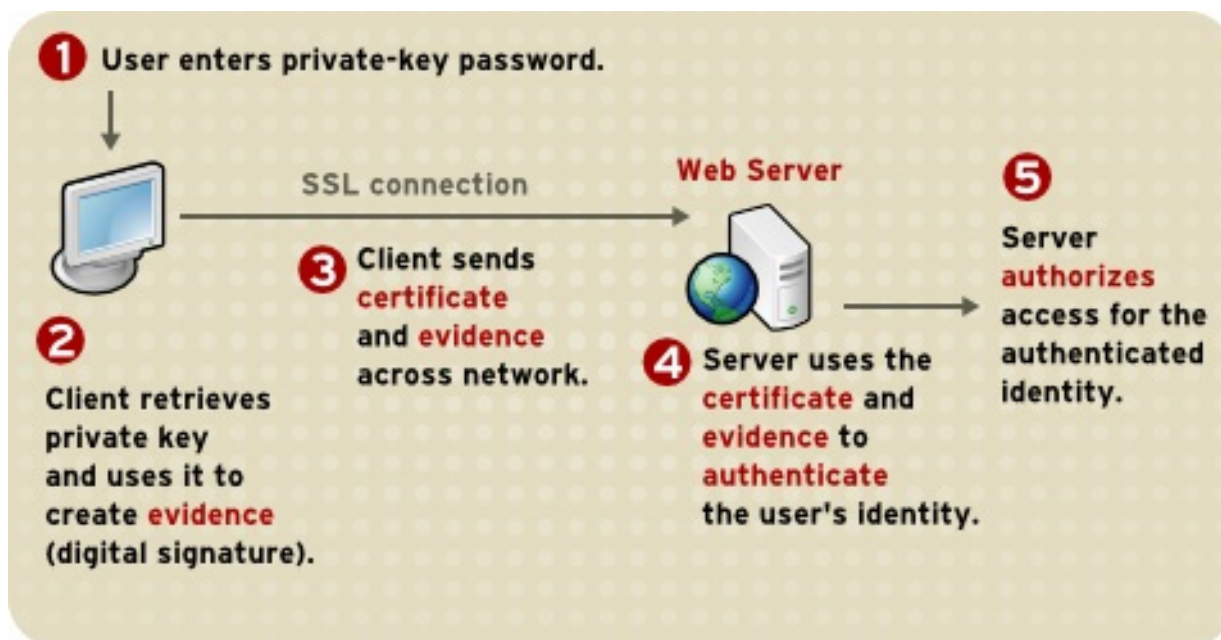 1 User enters private-key password.
SSL connection
Web Server
2
Client retrieves
private key
and uses it to
create evidence
(digital signature).
3 Client sends
certificate
and evidence
across network.
4 Server uses the
certificate and
evidence to
authenticate
the user's identity.
5
Server
authorizes
access for the
authenticated
identity.